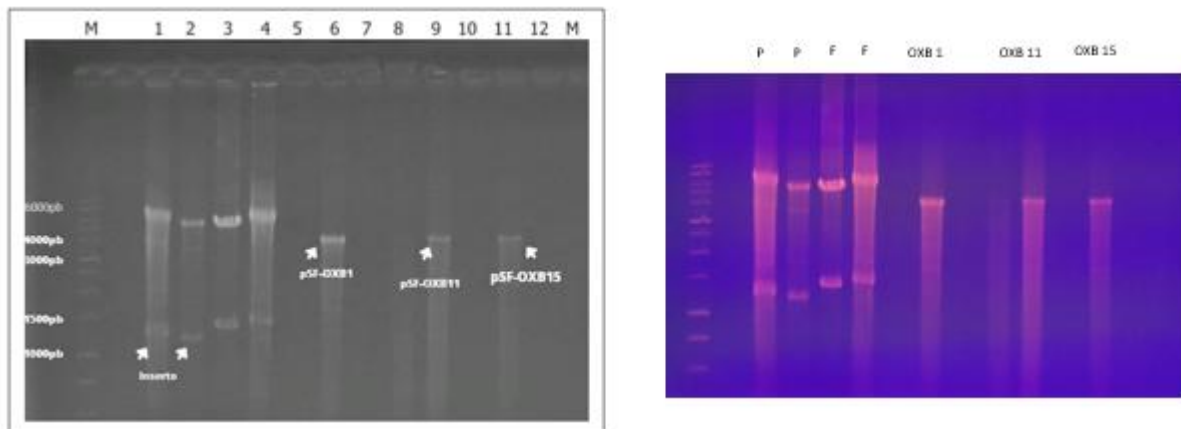 M 1 2 3 4 5 6 7 8 9 10 11 12 M
6000pb
4000pb
3000pb
1500pb
1000pb
pSF-OXB1
pSF-OXB11
pSF-OXB15
Inserto
P P F F OXB 1 OXB 11 OXB 15